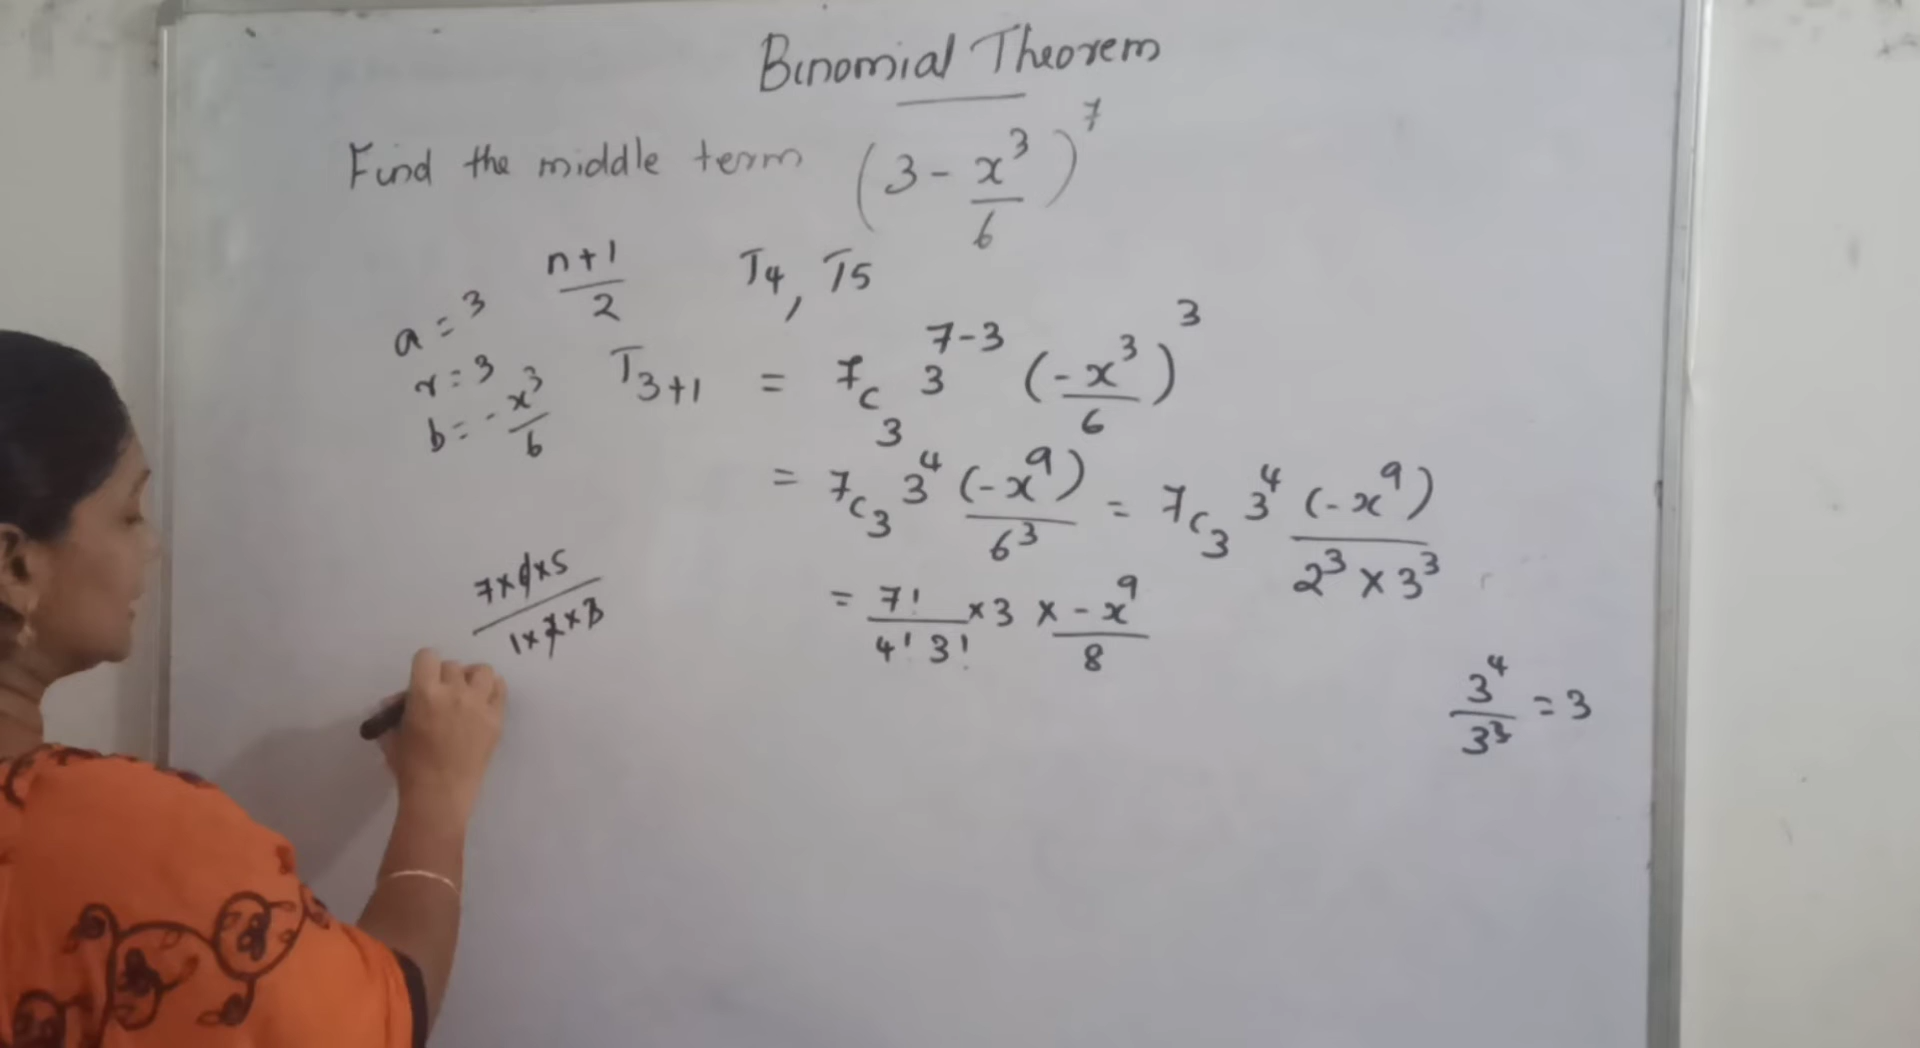 Binomial Theorem
Find the middle term (3 - x³/6)⁷
a = 3
n+1/2
T₄, T₅
r = 3
b = -x³/6
T₃₊₁ = 7c₃ 3⁷⁻³ (-x³/6)³
= 7c₃ 3⁴ (-x⁹)/6³ = 7c₃ 3⁴ (-x⁹)/2³ × 3³
7×6×5/1×2×3
= 7!/4! 3! × 3 × -x⁹/8
3⁴/3³ = 3